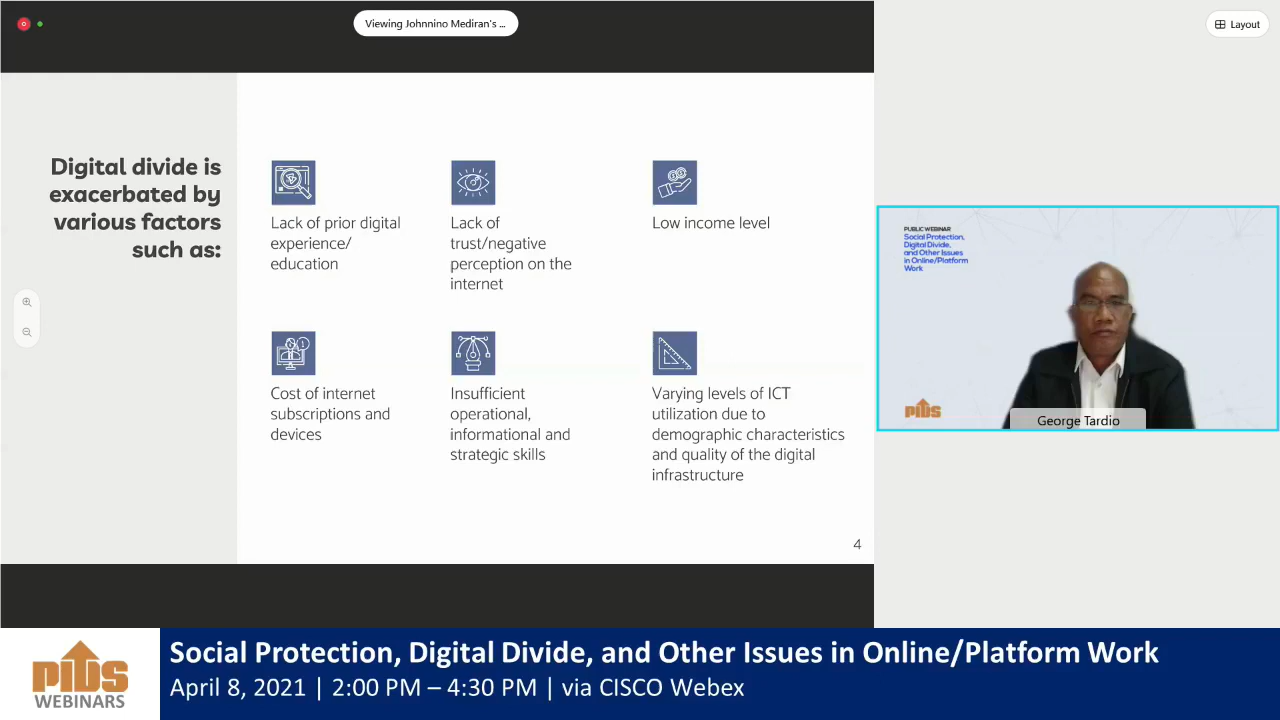 Viewing Johnnino Mediran's ...
Layout
Digital divide is
exacerbated by
various factors
such as:
Lack of prior digital
experience/
education
Lack of
trust/negative
perception on the
internet
Low income level
Cost of internet
subscriptions and
devices
Insufficient
operational,
informational and
strategic skills
Varying levels of ICT
utilization due to
demographic characteristics
and quality of the digital
infrastructure
4
PUBLIC WEBINAR
Social Protection,
Digital Divide,
and Other Issues
in Online/Platform
Work
PIDS
George Tardio
PIDS
WEBINARS
Social Protection, Digital Divide, and Other Issues in Online/Platform Work
April 8, 2021 | 2:00 PM – 4:30 PM | via CISCO Webex